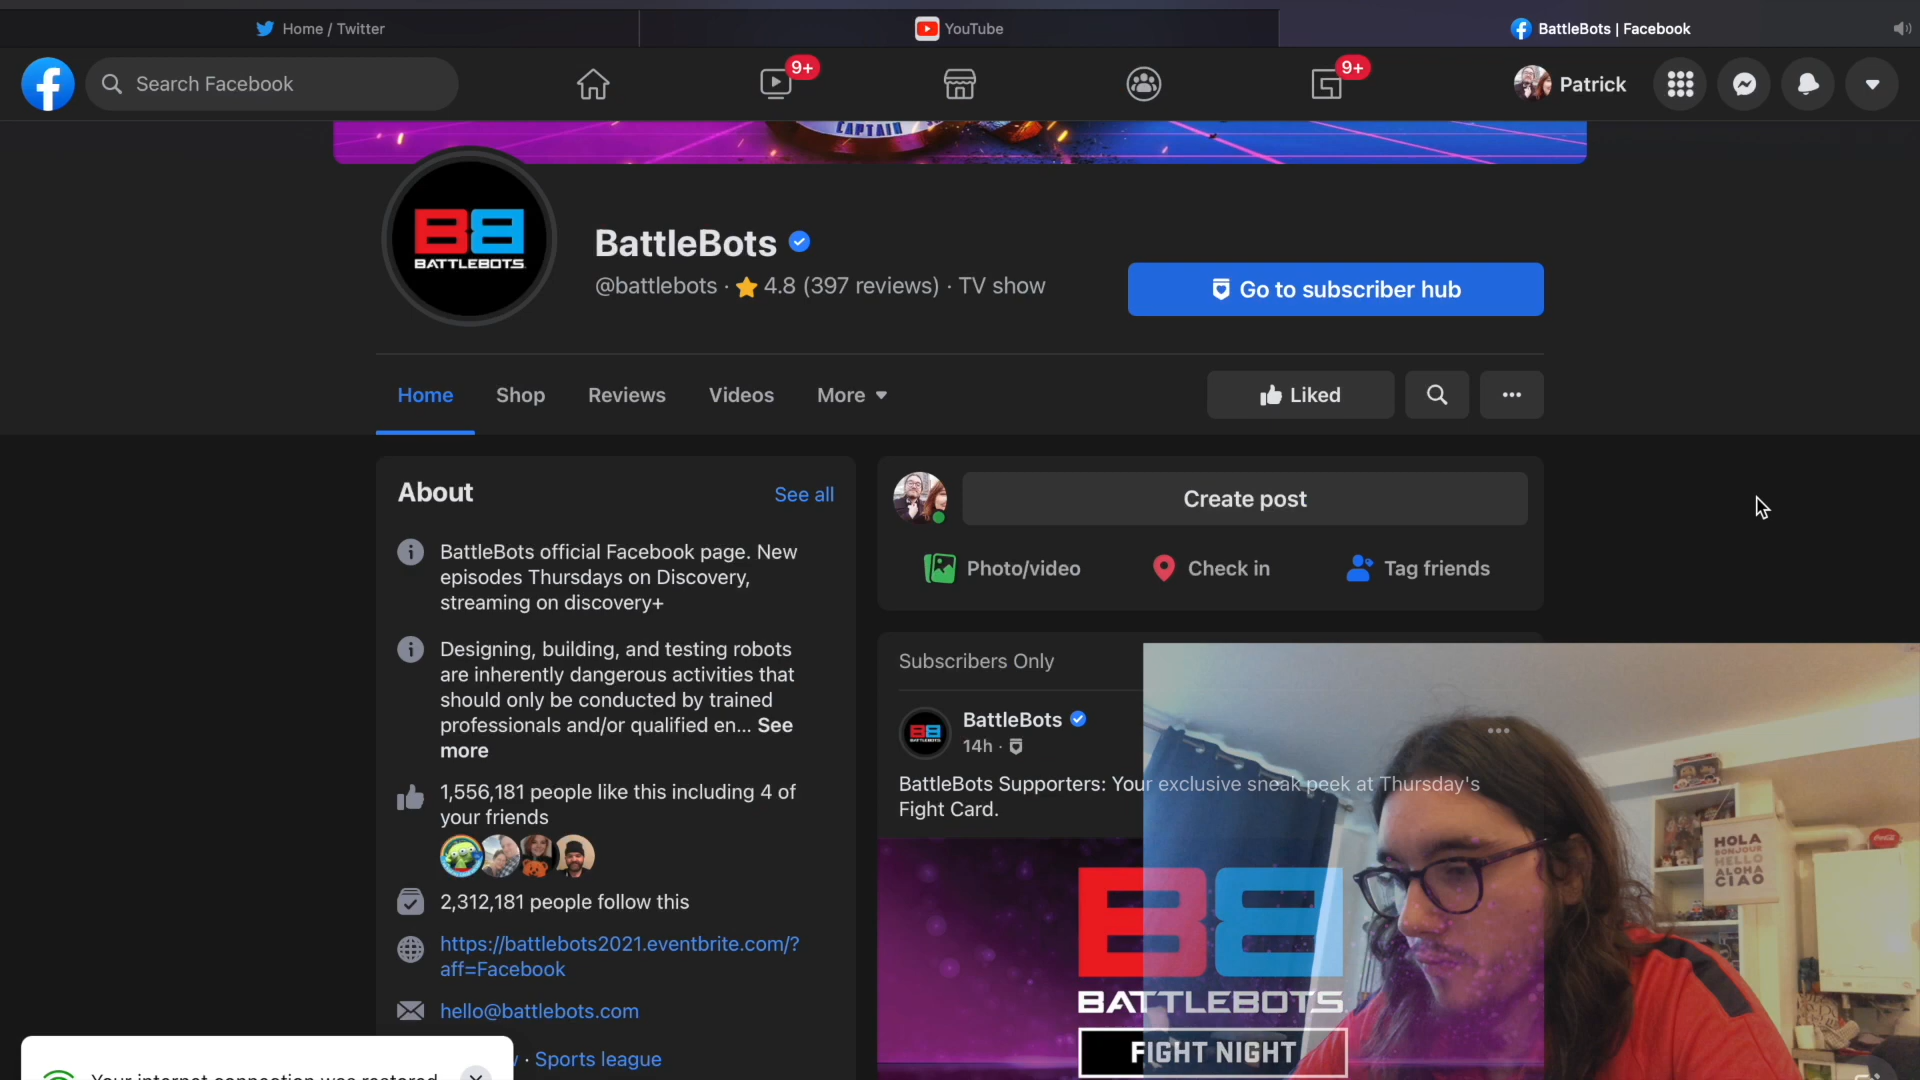 Home / Twitter
YouTube
BattleBots | Facebook
Search Facebook
9+
9+
Patrick
CAPTAIN
BATTLEBOTS
BattleBots
@battlebots · 4.8 (397 reviews) · TV show
Go to subscriber hub
Home
Shop
Reviews
Videos
More
Liked
About
See all
BattleBots official Facebook page. New
episodes Thursdays on Discovery,
streaming on discovery+
Designing, building, and testing robots
are inherently dangerous activities that
should only be conducted by trained
professionals and/or qualified en... See
more
1,556,181 people like this including 4 of
your friends
2,312,181 people follow this
https://battlebots2021.eventbrite.com/?
aff=Facebook
hello@battlebots.com
· Sports league
Your internet connection was restored
Create post
Photo/video
Check in
Tag friends
Subscribers Only
BattleBots
14h ·
BattleBots Supporters: Your exclusive sneak peek at Thursday's
Fight Card.
BATTLEBOTS
FIGHT NIGHT
HOLA
BONJOUR
HELLO
ALOHA
CIAO